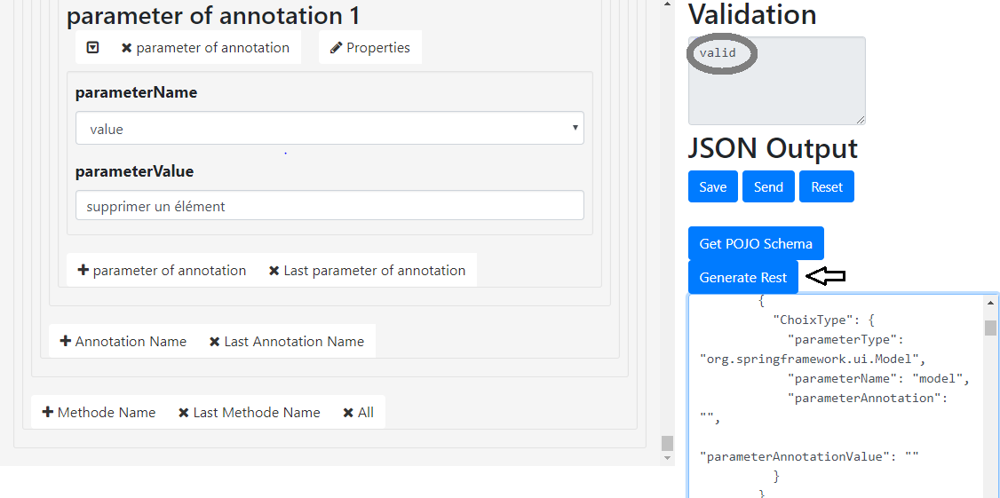 parameter of annotation 1
parameter of annotation
Properties
parameterName
value
parameterValue
supprimer un élément
parameter of annotation
Last parameter of annotation
Annotation Name
Last Annotation Name
Methode Name
Last Methode Name
All
Validation
valid
JSON Output
Save
Send
Reset
Get POJO Schema
Generate Rest
{
"ChoixType": {
"parameterType":
"org.springframework.ui.Model",
"parameterName": "model",
"parameterAnnotation":
"",
"parameterAnnotationValue": ""
}
}